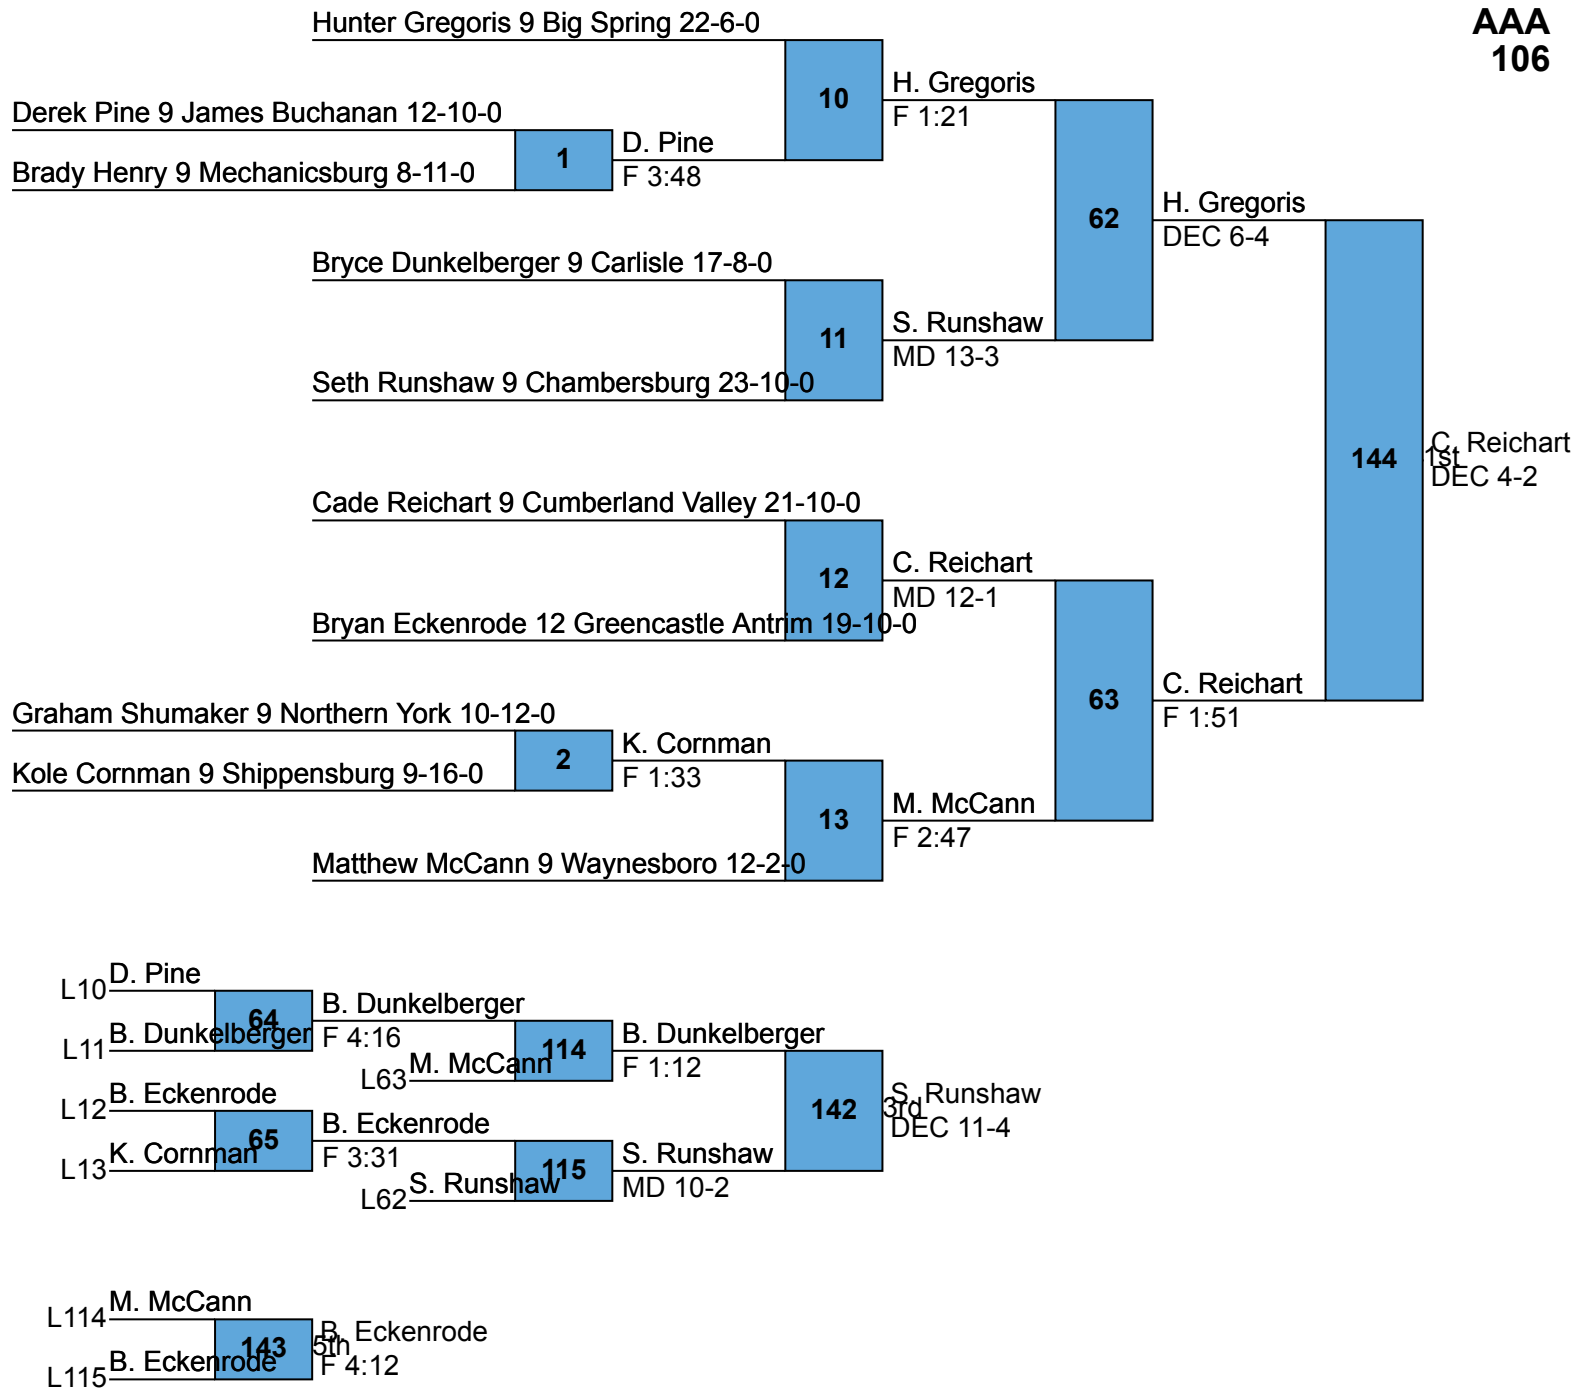 AAA
106
Hunter Gregoris 9 Big Spring 22-6-0
10
H. Gregoris
F 1:21
Derek Pine 9 James Buchanan 12-10-0
1
D. Pine
F 3:48
Brady Henry 9 Mechanicsburg 8-11-0
62
H. Gregoris
DEC 6-4
Bryce Dunkelberger 9 Carlisle 17-8-0
11
S. Runshaw
MD 13-3
Seth Runshaw 9 Chambersburg 23-10-0
144
1st
C. Reichart
DEC 4-2
Cade Reichart 9 Cumberland Valley 21-10-0
12
C. Reichart
MD 12-1
Bryan Eckenrode 12 Greencastle Antrim 19-10-0
63
C. Reichart
F 1:51
Graham Shumaker 9 Northern York 10-12-0
2
K. Cornman
F 1:33
Kole Cornman 9 Shippensburg 9-16-0
13
M. McCann
F 2:47
Matthew McCann 9 Waynesboro 12-2-0
L10
D. Pine
64
B. Dunkelberger
F 4:16
L11
B. Dunkelberger
114
B. Dunkelberger
F 1:12
L63
M. McCann
142
3rd
S. Runshaw
DEC 11-4
L12
B. Eckenrode
65
B. Eckenrode
F 3:31
L13
K. Cornman
115
S. Runshaw
MD 10-2
L62
S. Runshaw
L114
M. McCann
143
5th
B. Eckenrode
F 4:12
L115
B. Eckenrode